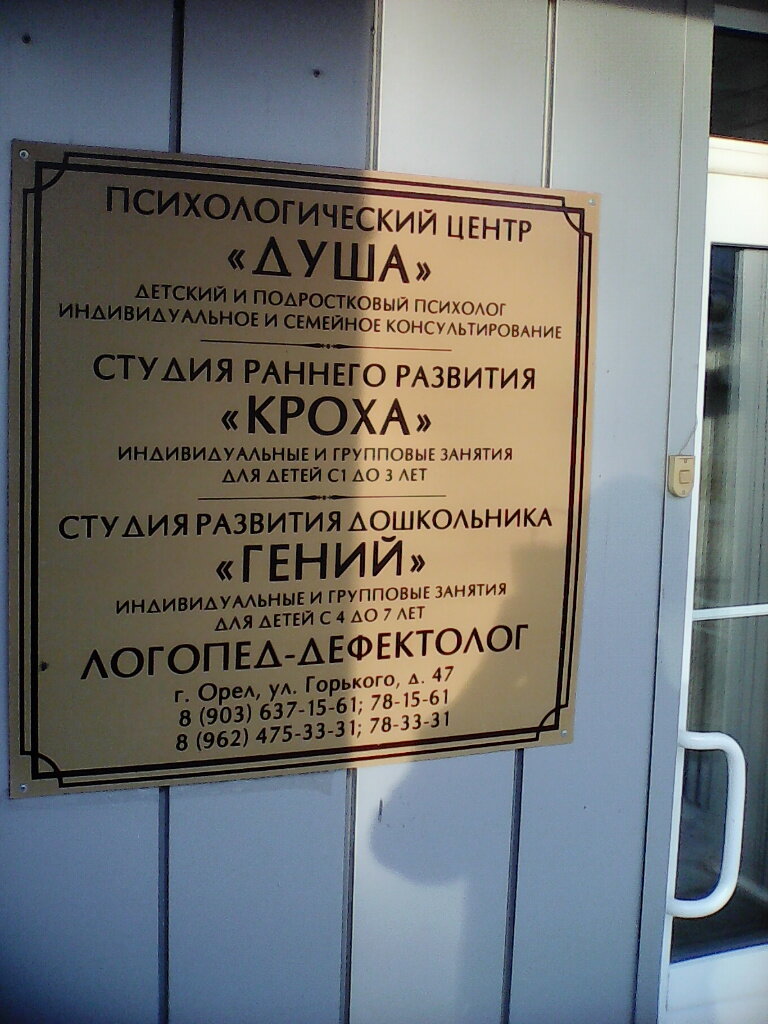 ПСИХОЛОГИЧЕСКИЙ ЦЕНТР
«ДУША»
ДЕТСКИЙ И ПОДРОСТКОВЫЙ ПСИХОЛОГ
ИНДИВИДУАЛЬНОЕ И СЕМЕЙНОЕ КОНСУЛЬТИРОВАНИЕ
СТУДИЯ РАННЕГО РАЗВИТИЯ
«КРОХА»
ИНДИВИДУАЛЬНЫЕ И ГРУППОВЫЕ ЗАНЯТИЯ
ДЛЯ ДЕТЕЙ С1 ДО 3 ЛЕТ
СТУДИЯ РАЗВИТИЯ ДОШКОЛЬНИКА
«ГЕНИЙ»
ИНДИВИДУАЛЬНЫЕ И ГРУППОВЫЕ ЗАНЯТИЯ
ДЛЯ ДЕТЕЙ С 4 ДО 7 ЛЕТ
ЛОГОПЕД-ДЕФЕКТОЛОГ
г. Орел, ул. Горького, д. 47
8 (903) 637-15-61; 78-15-61
8 (962) 475-33-31; 78-33-31